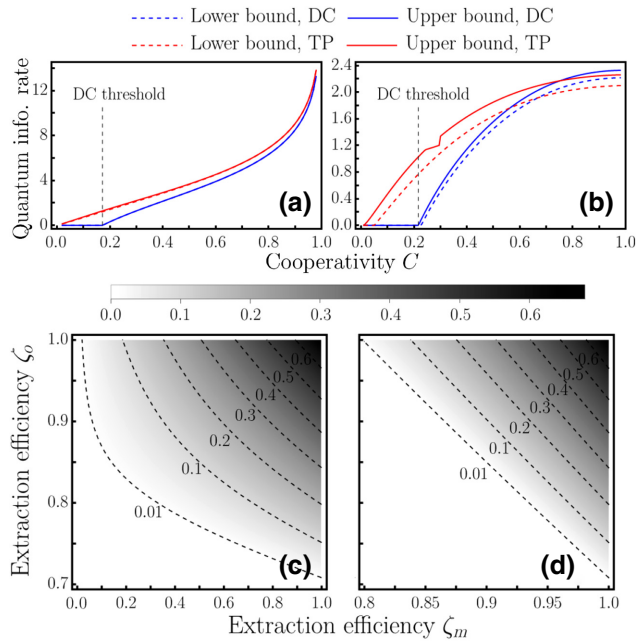 Lower bound, DC Upper bound, DC
Lower bound, TP Upper bound, TP
Quantum info. rate
12
8
4
0
DC threshold
(a)
0.0 0.2 0.4 0.6 0.8 1.0
2.4
2.0
1.6
1.2
0.8
0.4
0.0
DC threshold
(b)
0.0 0.2 0.4 0.6 0.8 1.0
Cooperativity C
0.0 0.1 0.2 0.3 0.4 0.5 0.6
Extraction efficiency ζₒ
1.0
0.9
0.8
0.7
0.6
0.5
0.4
0.3
0.2
0.1
0.01
(c)
0.0 0.2 0.4 0.6 0.8 1.0
0.6
0.5
0.4
0.3
0.2
0.1
0.01
(d)
0.8 0.85 0.9 0.95 1.0
Extraction efficiency ζₘ